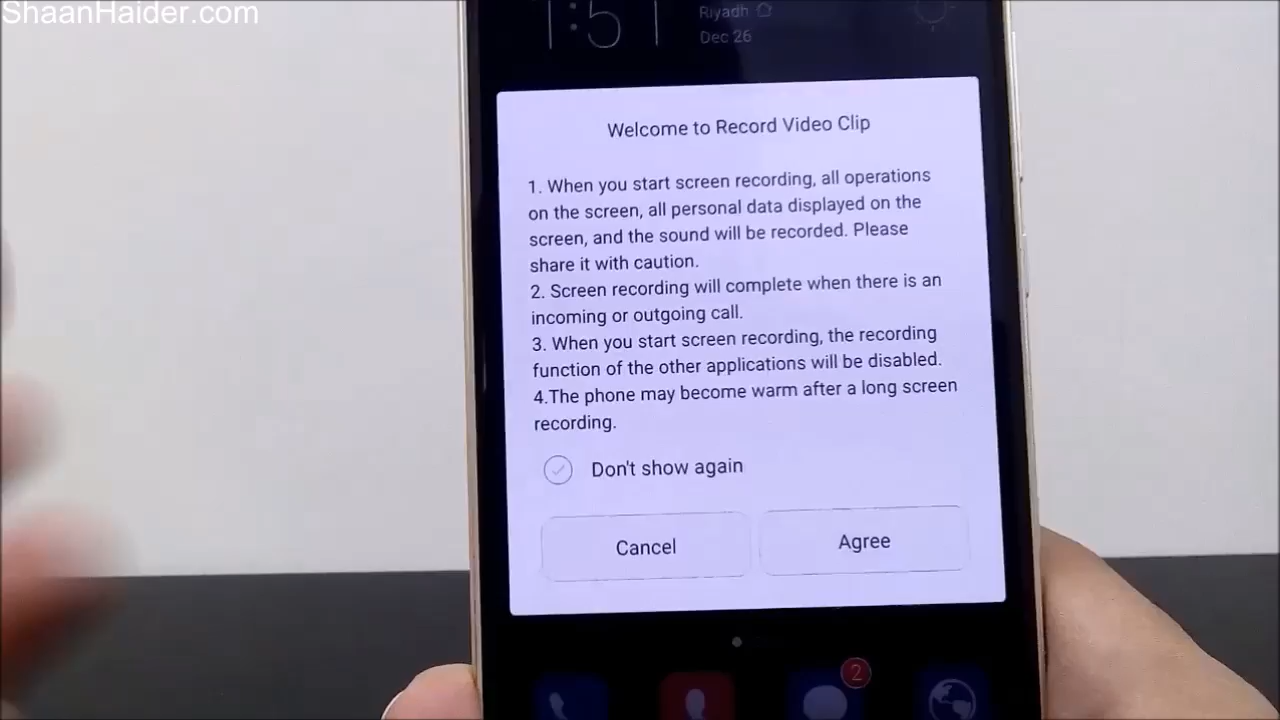 ShaanHaider.com
1:51
Riyadh
Dec 26
Welcome to Record Video Clip
1. When you start screen recording, all operations
on the screen, all personal data displayed on the
screen, and the sound will be recorded. Please
share it with caution.
2. Screen recording will complete when there is an
incoming or outgoing call.
3. When you start screen recording, the recording
function of the other applications will be disabled.
4.The phone may become warm after a long screen
recording.
Don't show again
Cancel
Agree
2